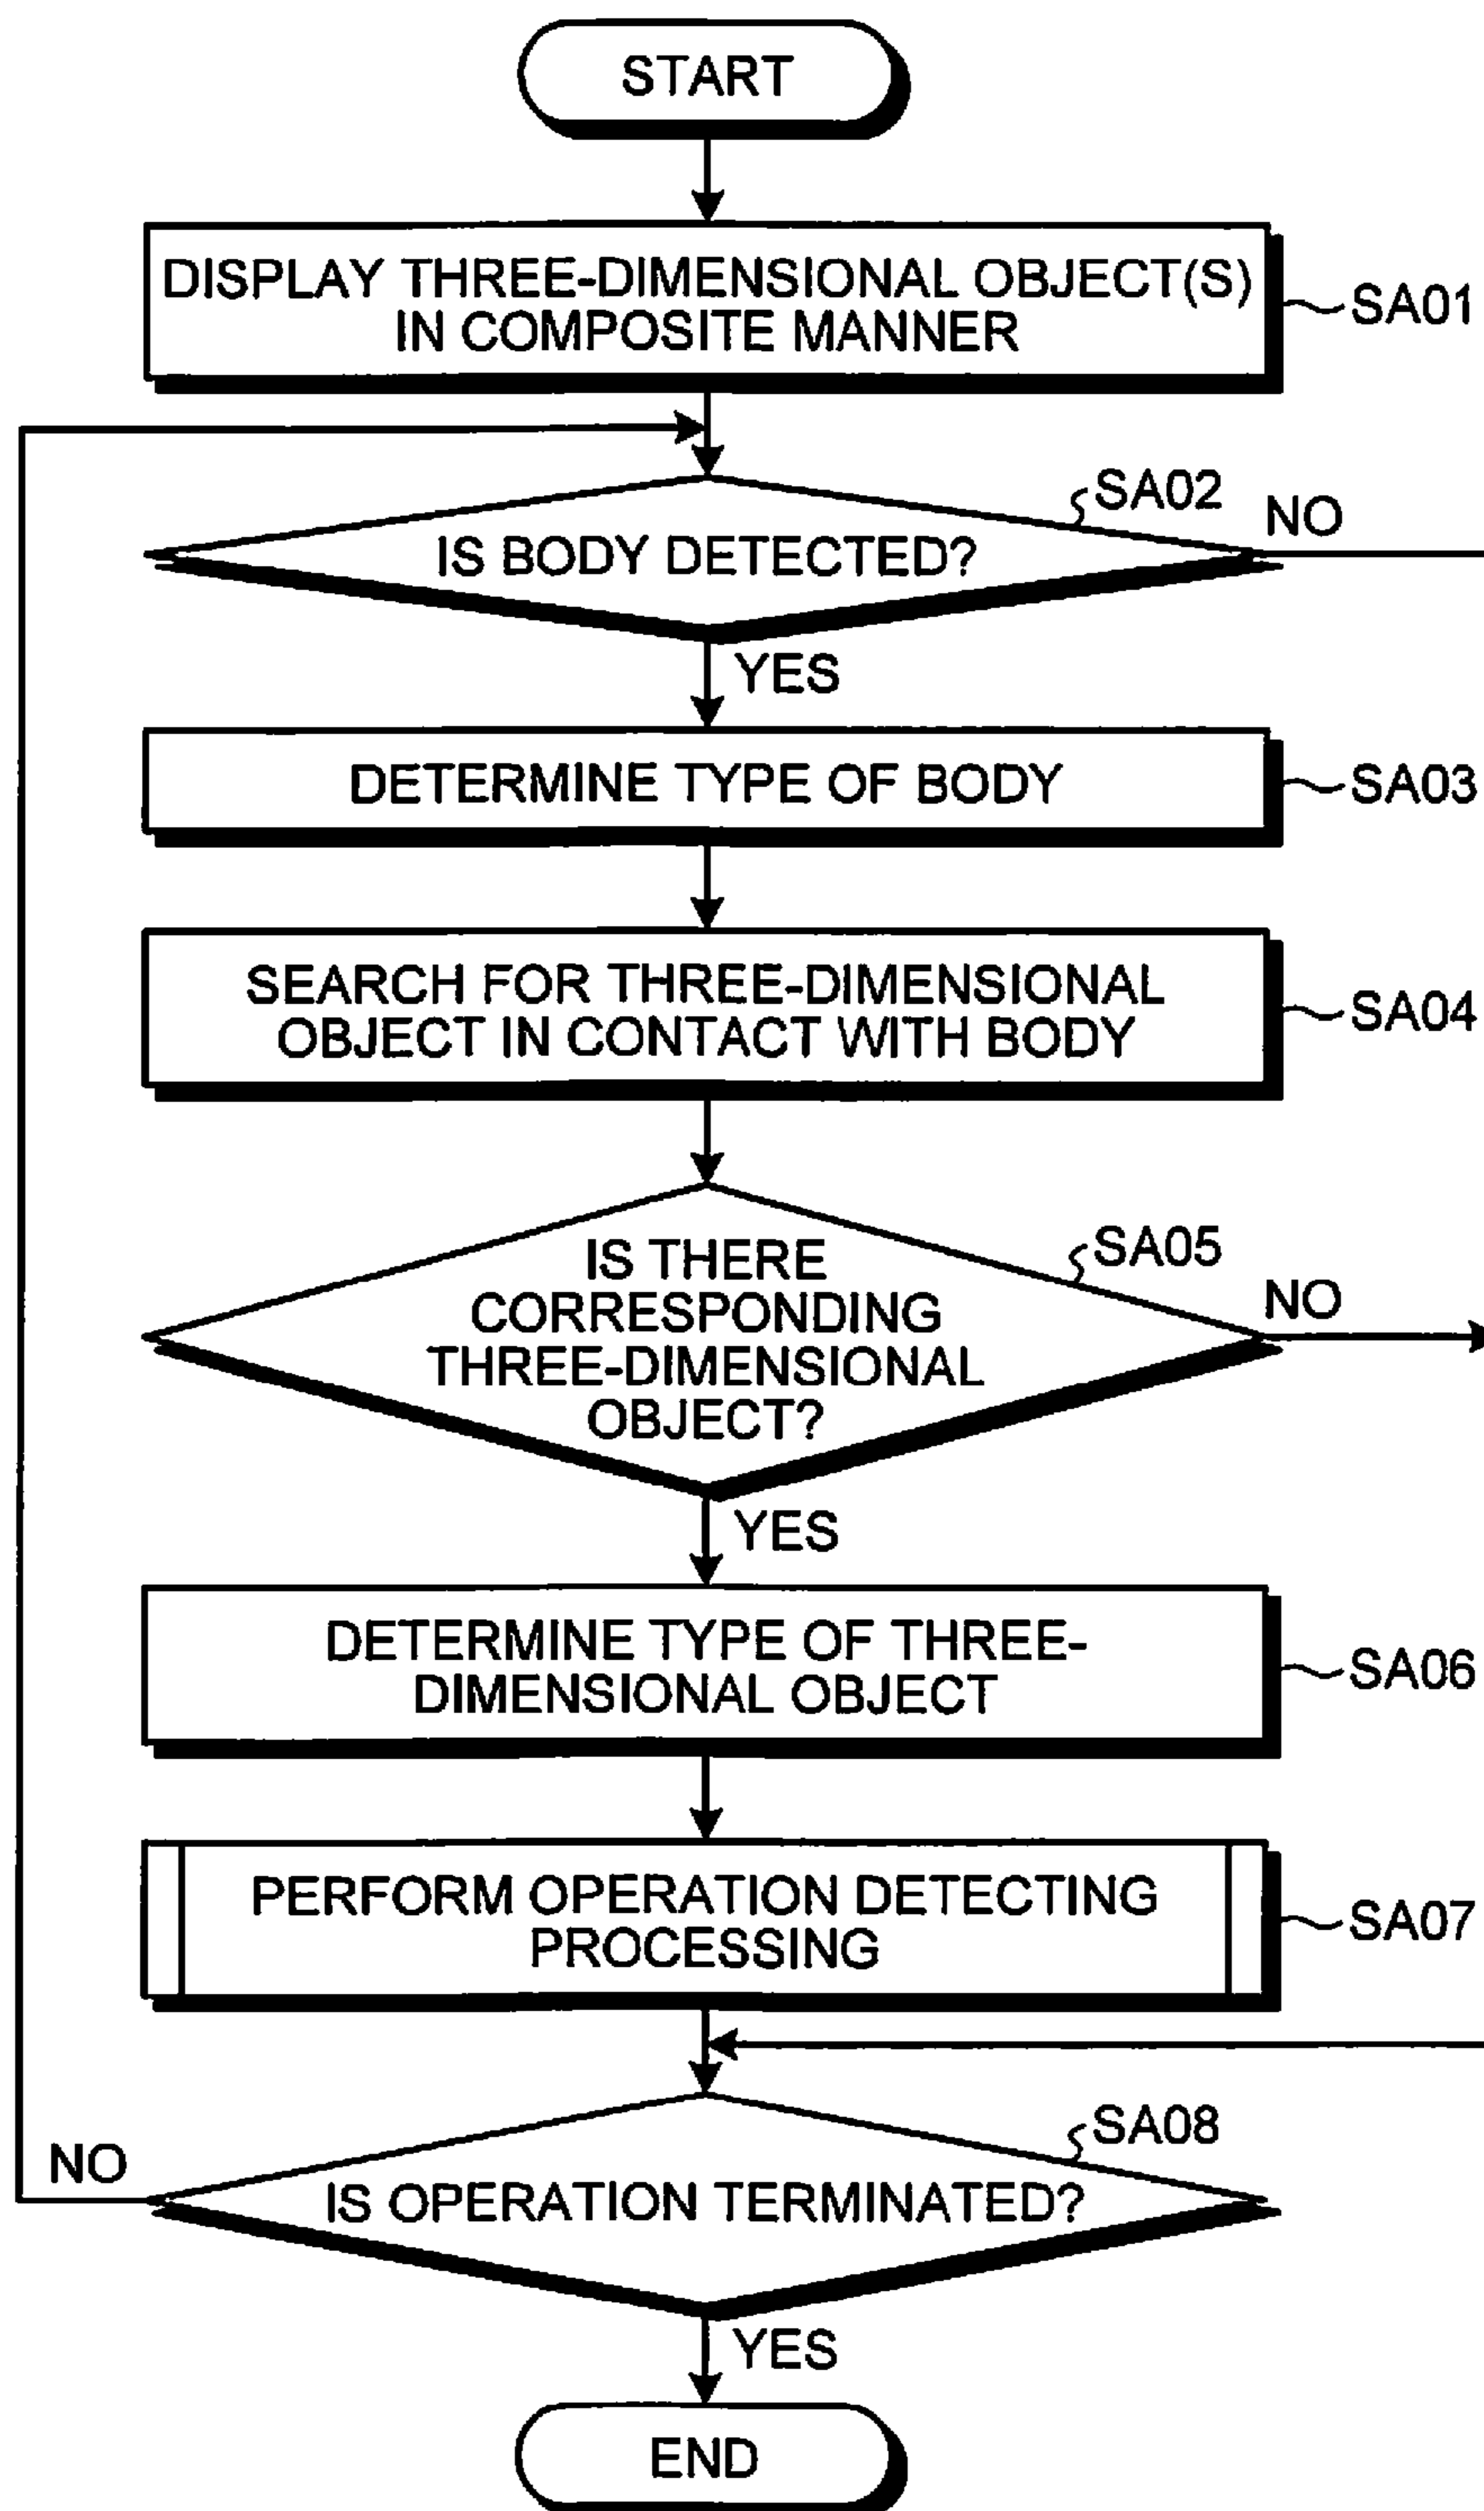 START
DISPLAY THREE-DIMENSIONAL OBJECT(S)
IN COMPOSITE MANNER
SA01
SA02
NO
IS BODY DETECTED?
YES
DETERMINE TYPE OF BODY
SA03
SEARCH FOR THREE-DIMENSIONAL
OBJECT IN CONTACT WITH BODY
SA04
SA05
NO
IS THERE
CORRESPONDING
THREE-DIMENSIONAL
OBJECT?
YES
DETERMINE TYPE OF THREE-
DIMENSIONAL OBJECT
SA06
PERFORM OPERATION DETECTING
PROCESSING
SA07
SA08
NO
IS OPERATION TERMINATED?
YES
END